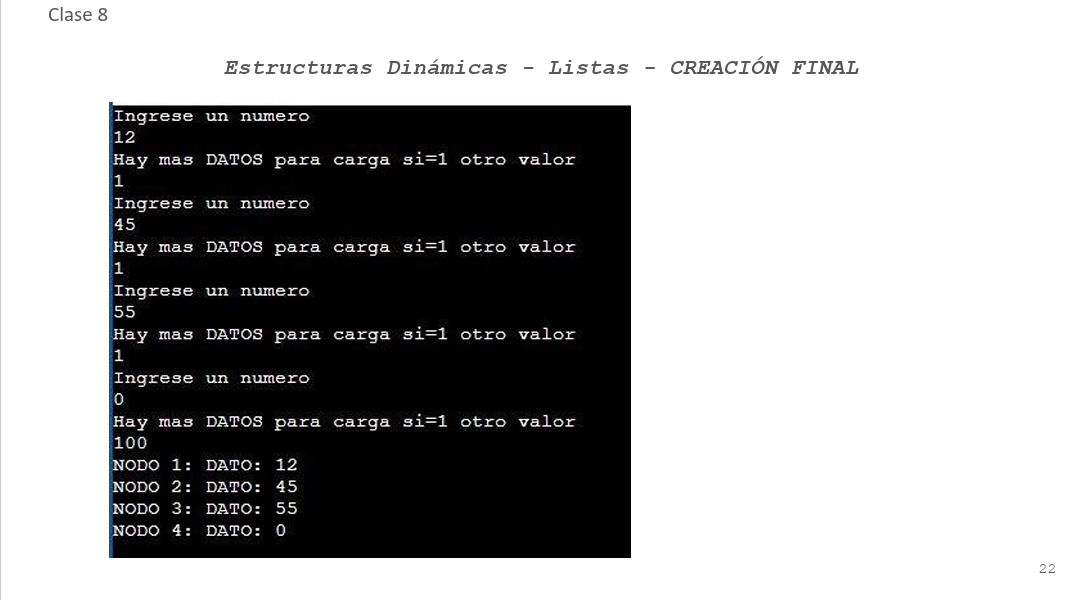 Clase 8
Estructuras Dinámicas – Listas - CREACIÓN FINAL
Ingrese un numero
12
Hay mas DATOS para carga si=1 otro valor
1
Ingrese un numero
45
Hay mas DATOS para carga si=1 otro valor
1
Ingrese un numero
55
Hay mas DATOS para carga si=1 otro valor
1
Ingrese un numero
0
Hay mas DATOS para carga si=1 otro valor
100
NODO 1: DATO: 12
NODO 2: DATO: 45
NODO 3: DATO: 55
NODO 4: DATO: 0
22